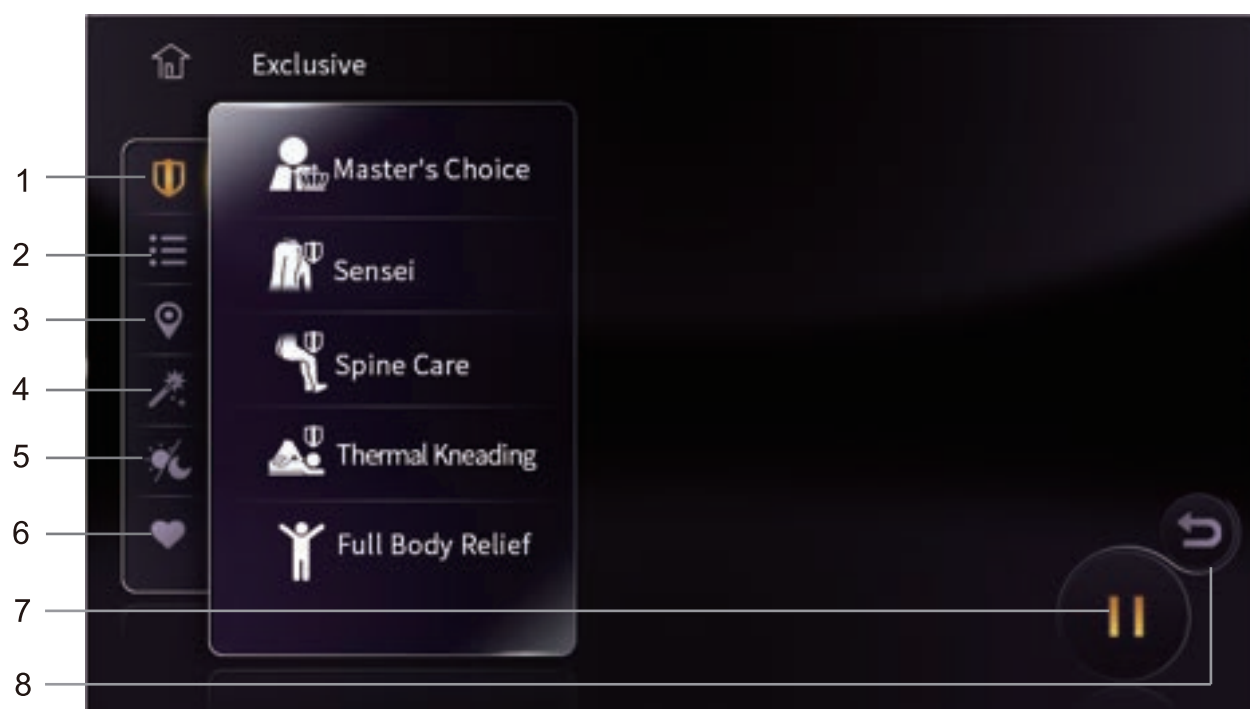 Exclusive
1
Master's Choice
2
Sensei
3
Spine Care
4
5
Thermal Kneading
6
Full Body Relief
7
8